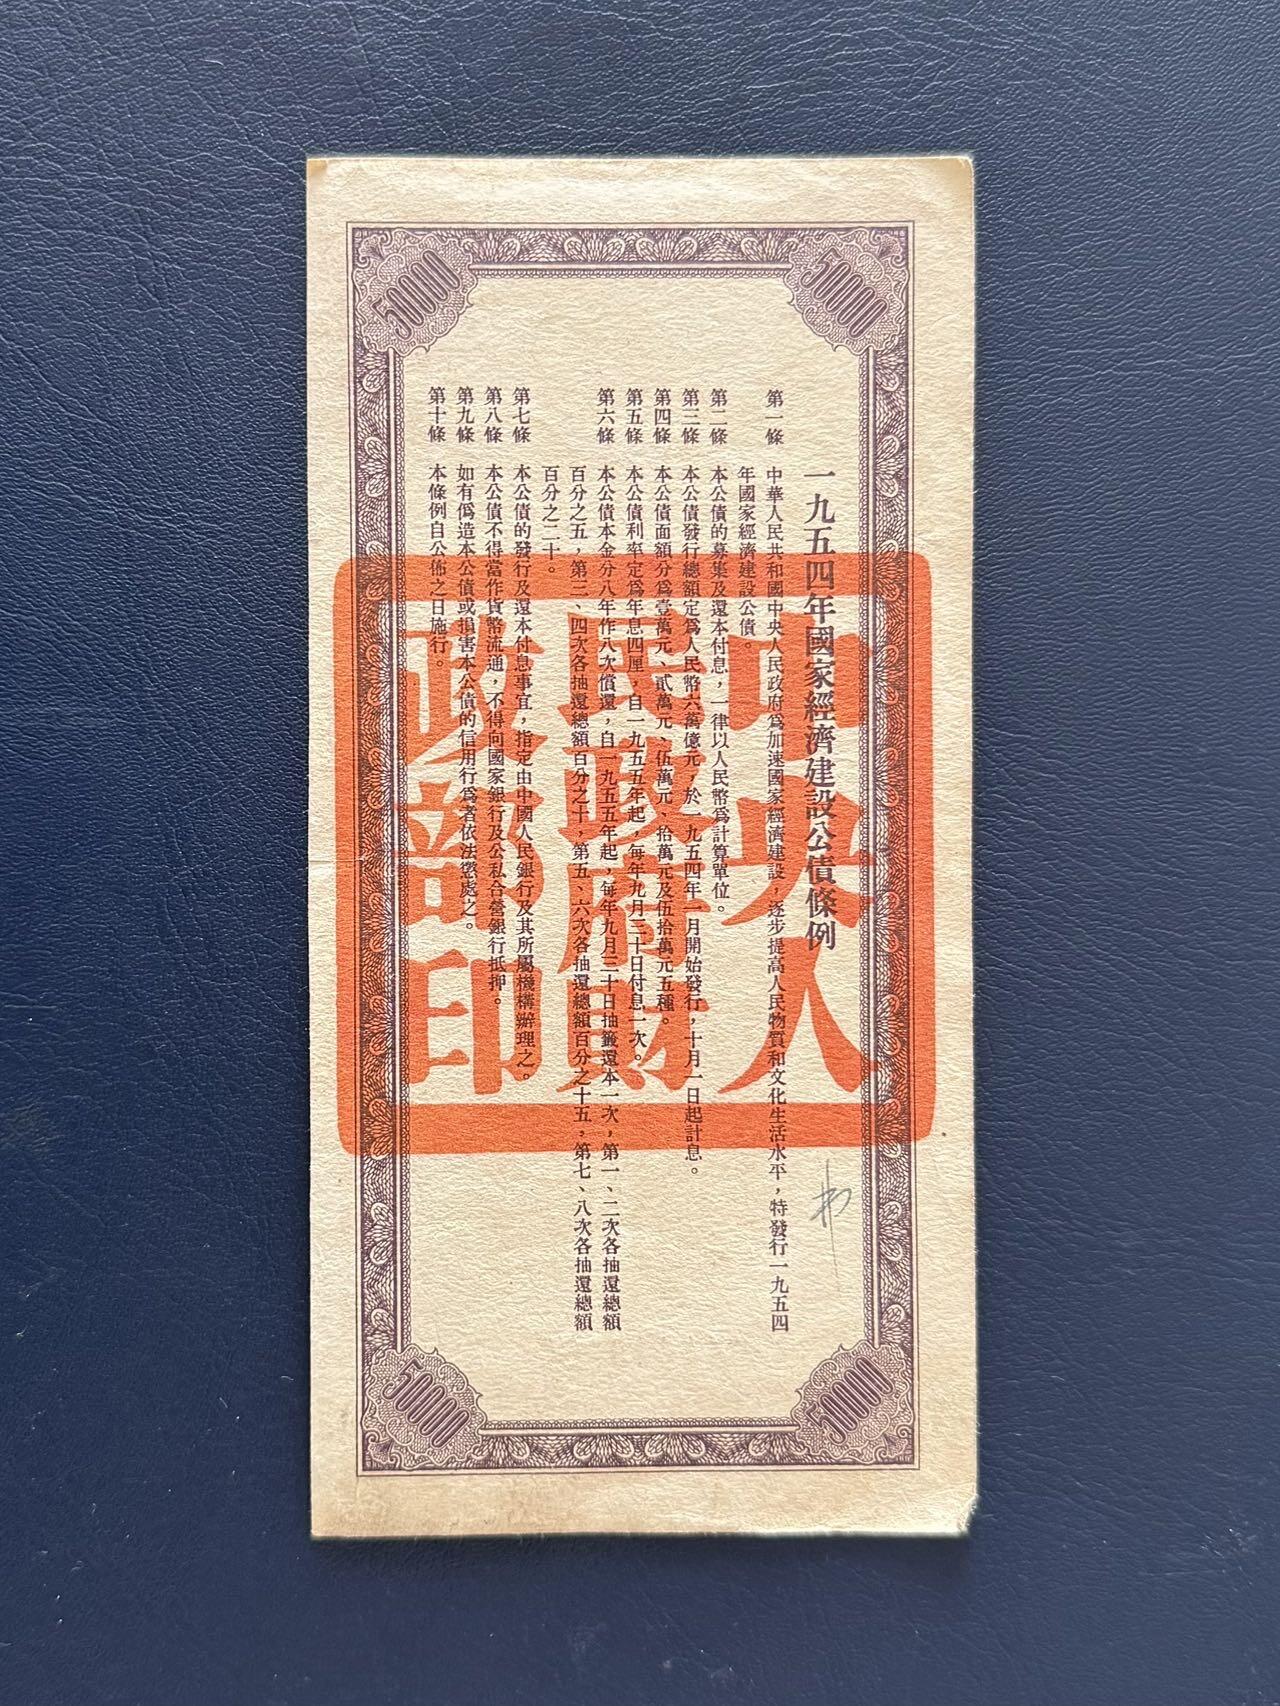 50000
50000
一九五四年國家經濟建設公債條例
第一條 中華人民共和國中央人民政府爲加速國家經濟建設，逐步提高人民物質和文化生活水平，特發行一九五四
年國家經濟建設公債。
第二條 本公債的募集及還本付息，一律以人民幣爲計算單位。
第三條 本公債發行總額定爲人民幣六萬億元，於一九五四年一月開始發行，十月一日起計息。
第四條 本公債面額分爲壹萬元、貳萬元、伍萬元、拾萬元及伍拾萬元五種。
第五條 本公債利率定爲年息四厘，自一九五五年起，每年九月三十日付息一次。
第六條 本公債本金分八年作八次償還，自一九五五年起，每年九月三十日抽籤還本一次，第一、二次各抽還總額
百分之五，第三、四次各抽還總額百分之十，第五、六次各抽還總額百分之十五，第七、八次各抽還總額
百分之二十。
第七條 本公債的發行及還本付息事宜，指定由中國人民銀行及其所屬機構辦理之。
第八條 本公債不得當作貨幣流通，不得向國家銀行及公私合營銀行抵押。
第九條 如有僞造本公債或損害本公債的信用行爲者依法懲處之。
第十條 本條例自公佈之日施行。
中央人
民政府財
政部印
50000
50000